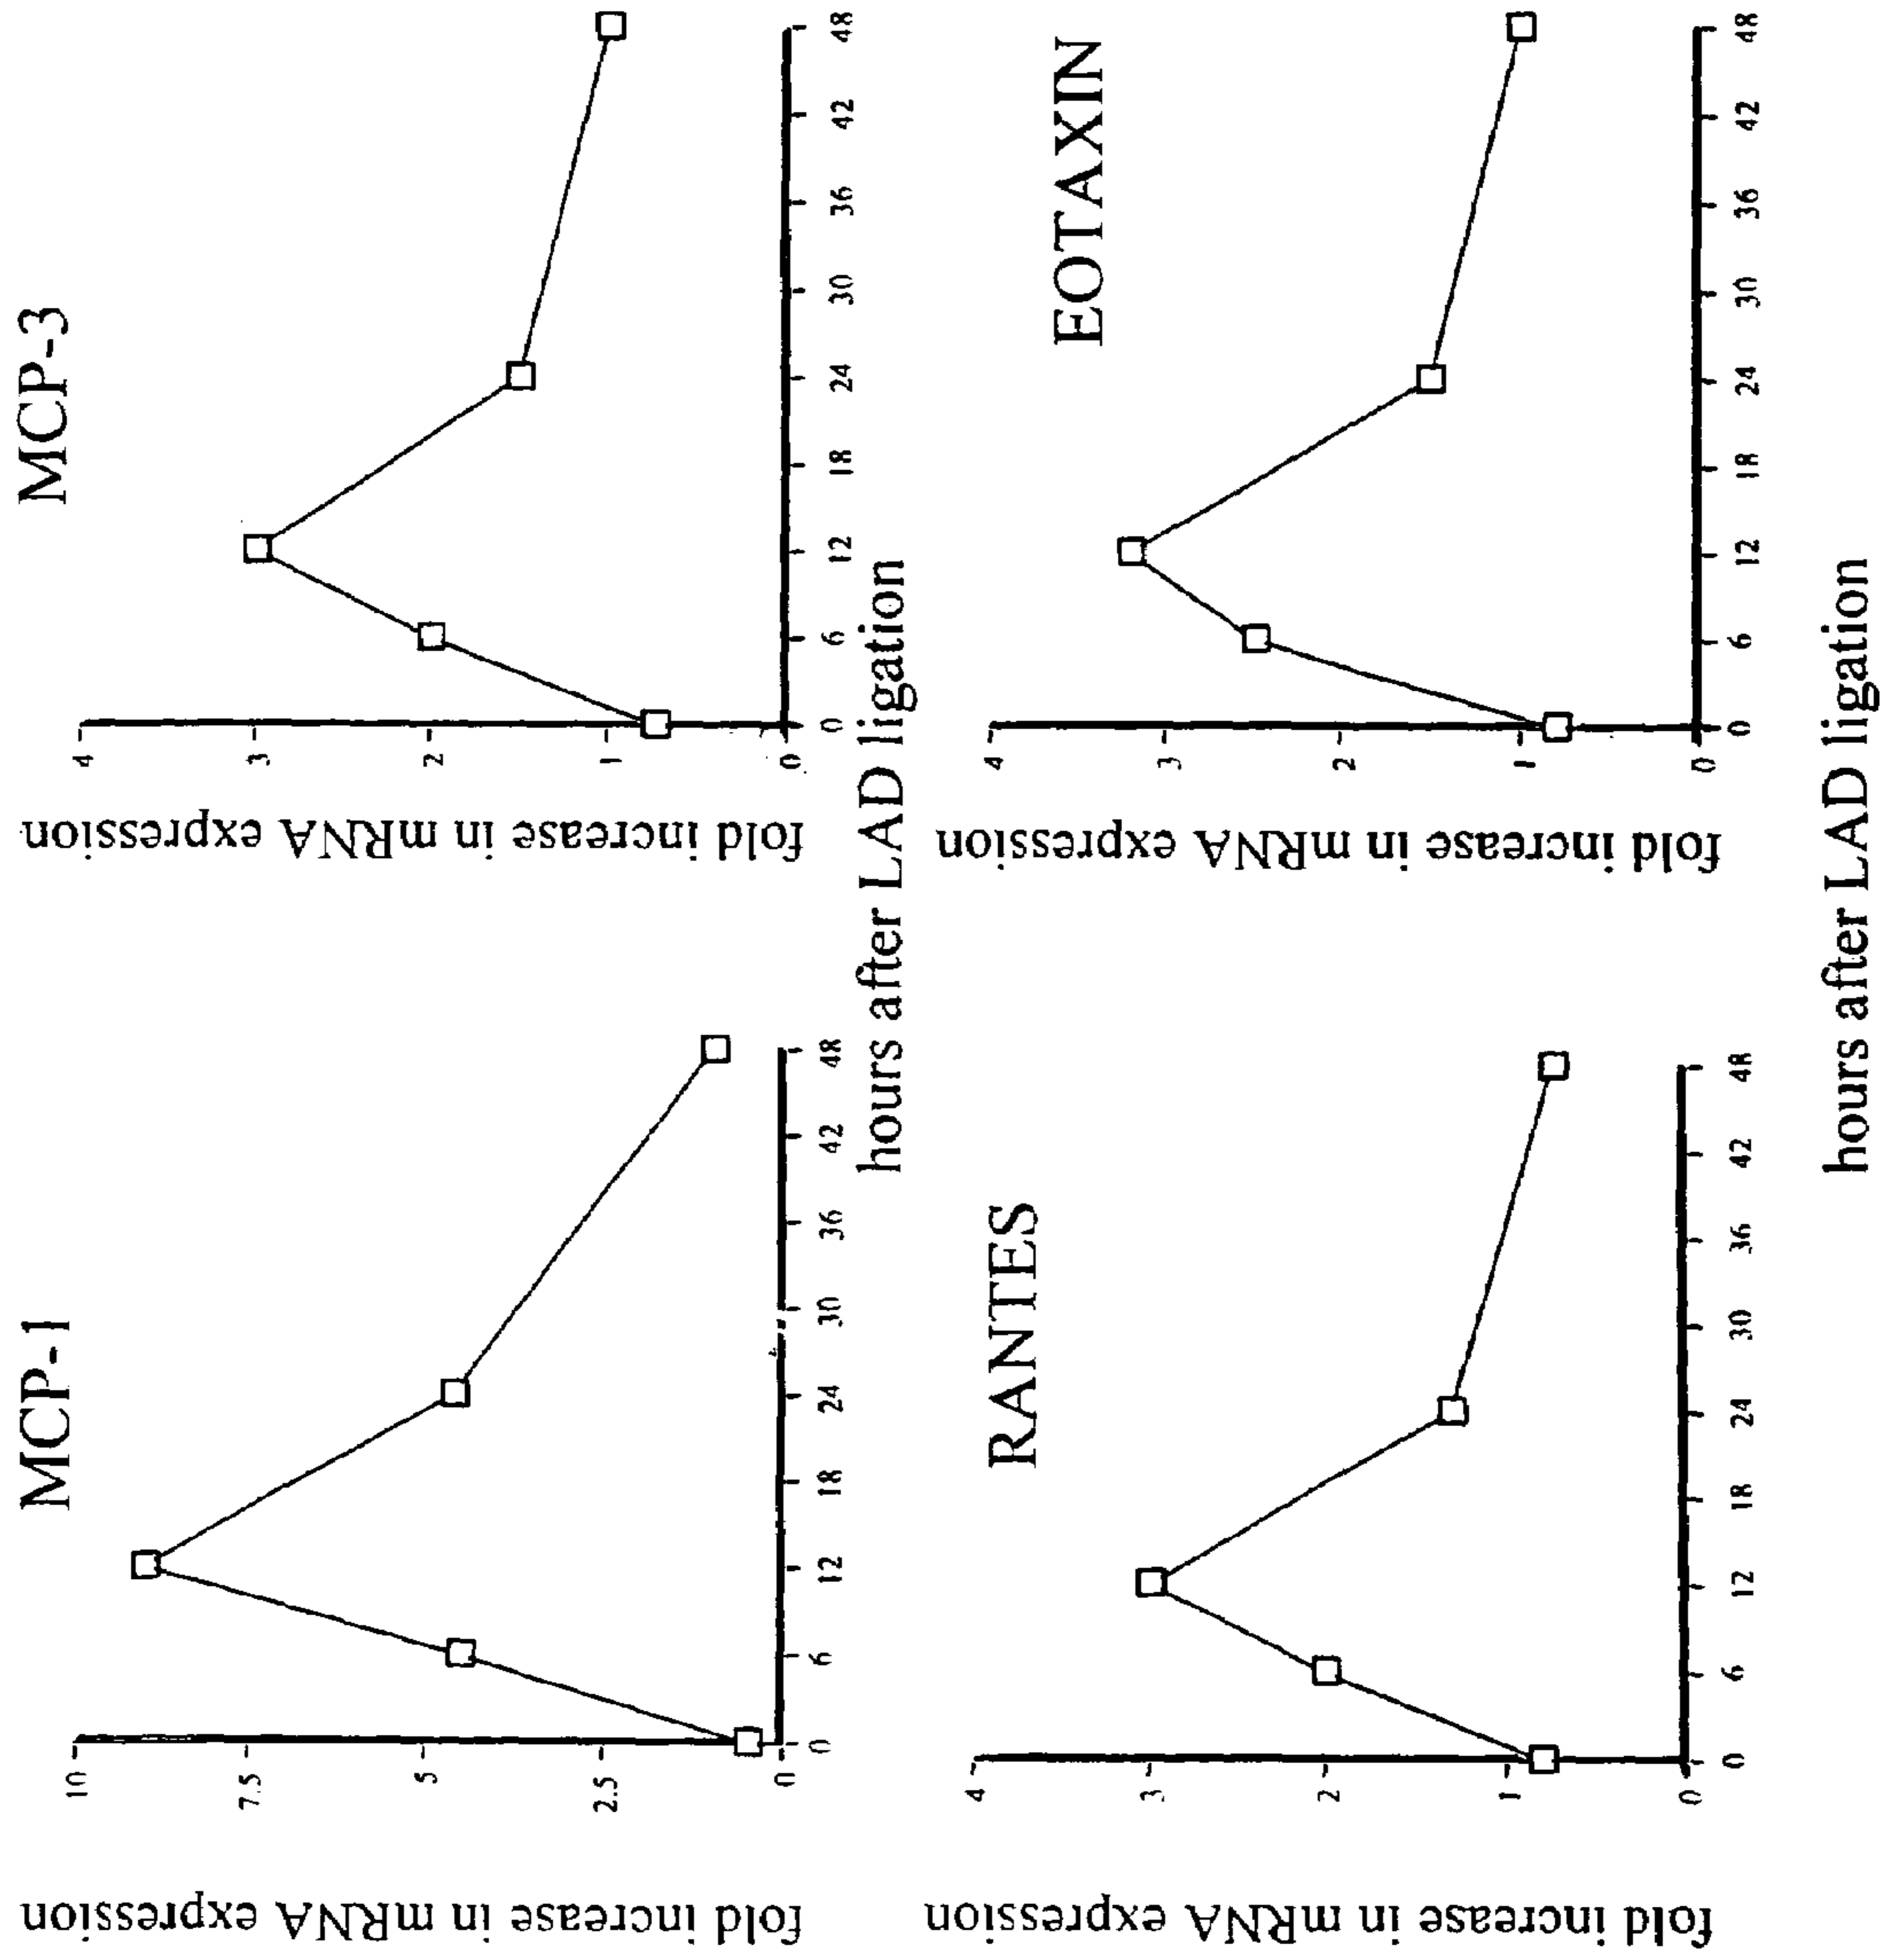 MCP-1
fold increase in mRNA expression
10
7.5
5
2.5
0
0 6 12 18 24 30 36 42 48
MCP-3
fold increase in mRNA expression
4
3
2
1
0
0 6 12 18 24 30 36 42 48
hours after LAD ligation
RANTES
fold increase in mRNA expression
4
3
2
1
0
0 6 12 18 24 30 36 42 48
EOTAXIN
fold increase in mRNA expression
4
3
2
1
0
0 6 12 18 24 30 36 42 48
hours after LAD ligation